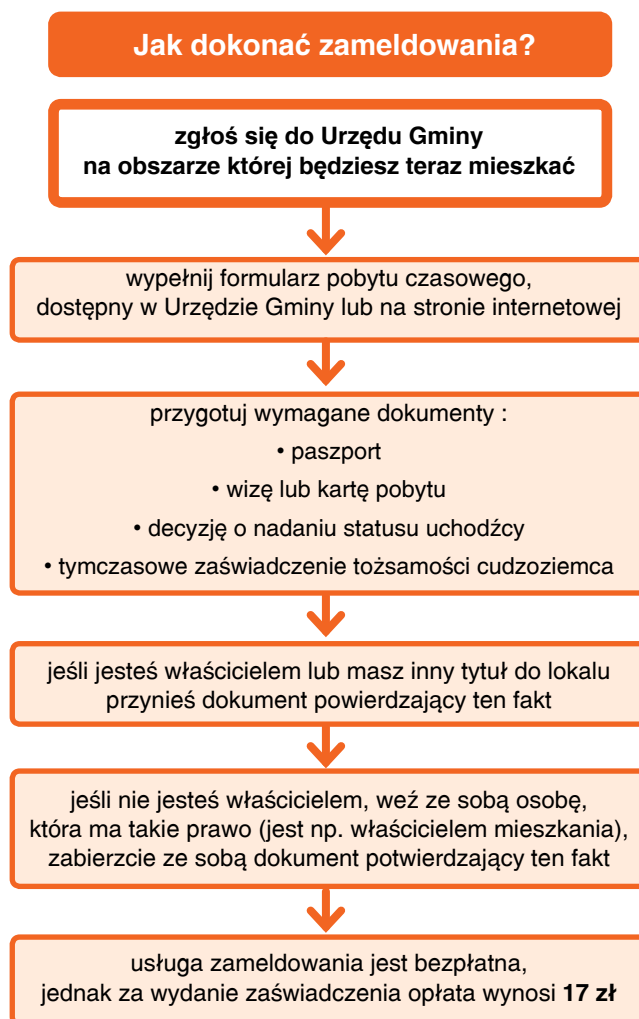 Jak dokonać zameldowania?
zgłoś się do Urzędu Gminy
na obszarze której będziesz teraz mieszkać
wypełnij formularz pobytu czasowego,
dostępny w Urzędzie Gminy lub na stronie internetowej
przygotuj wymagane dokumenty :
• paszport
• wizę lub kartę pobytu
• decyzję o nadaniu statusu uchodźcy
• tymczasowe zaświadczenie tożsamości cudzoziemca
jeśli jesteś właścicielem lub masz inny tytuł do lokalu
przynieś dokument powierdzający ten fakt
jeśli nie jesteś właścicielem, weź ze sobą osobę,
która ma takie prawo (jest np. właścicielem mieszkania),
zabierzcie ze sobą dokument potwierdzający ten fakt
usługa zameldowania jest bezpłatna,
jednak za wydanie zaświadczenia opłata wynosi 17 zł